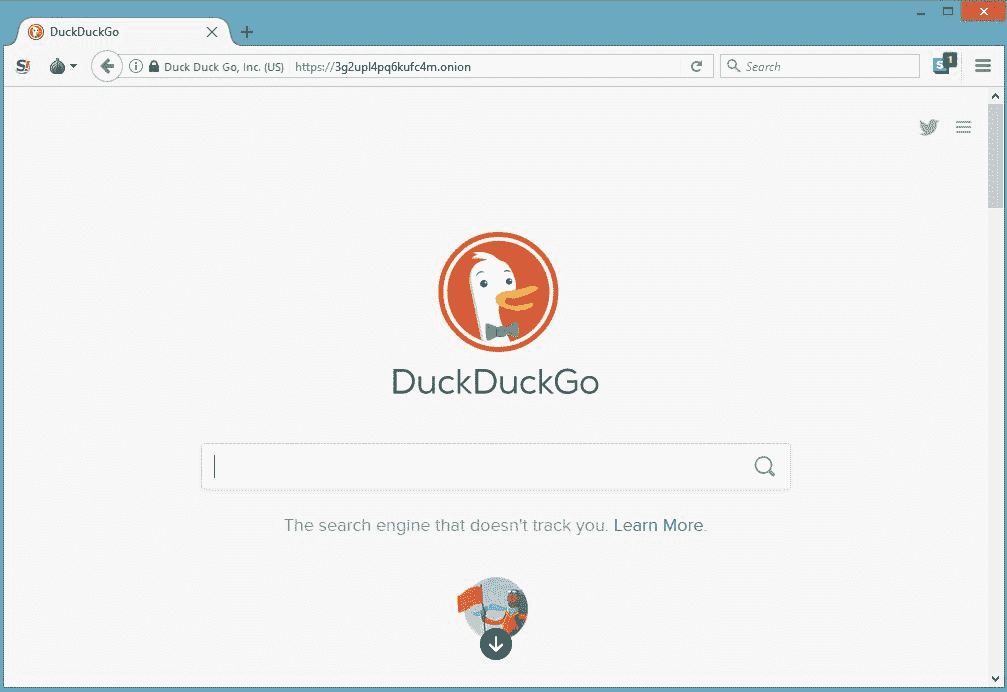 DuckDuckGo
Duck Duck Go, Inc. (US) https://3g2upl4pq6kufc4m.onion Search 1
DuckDuckGo
The search engine that doesn't track you. Learn More.